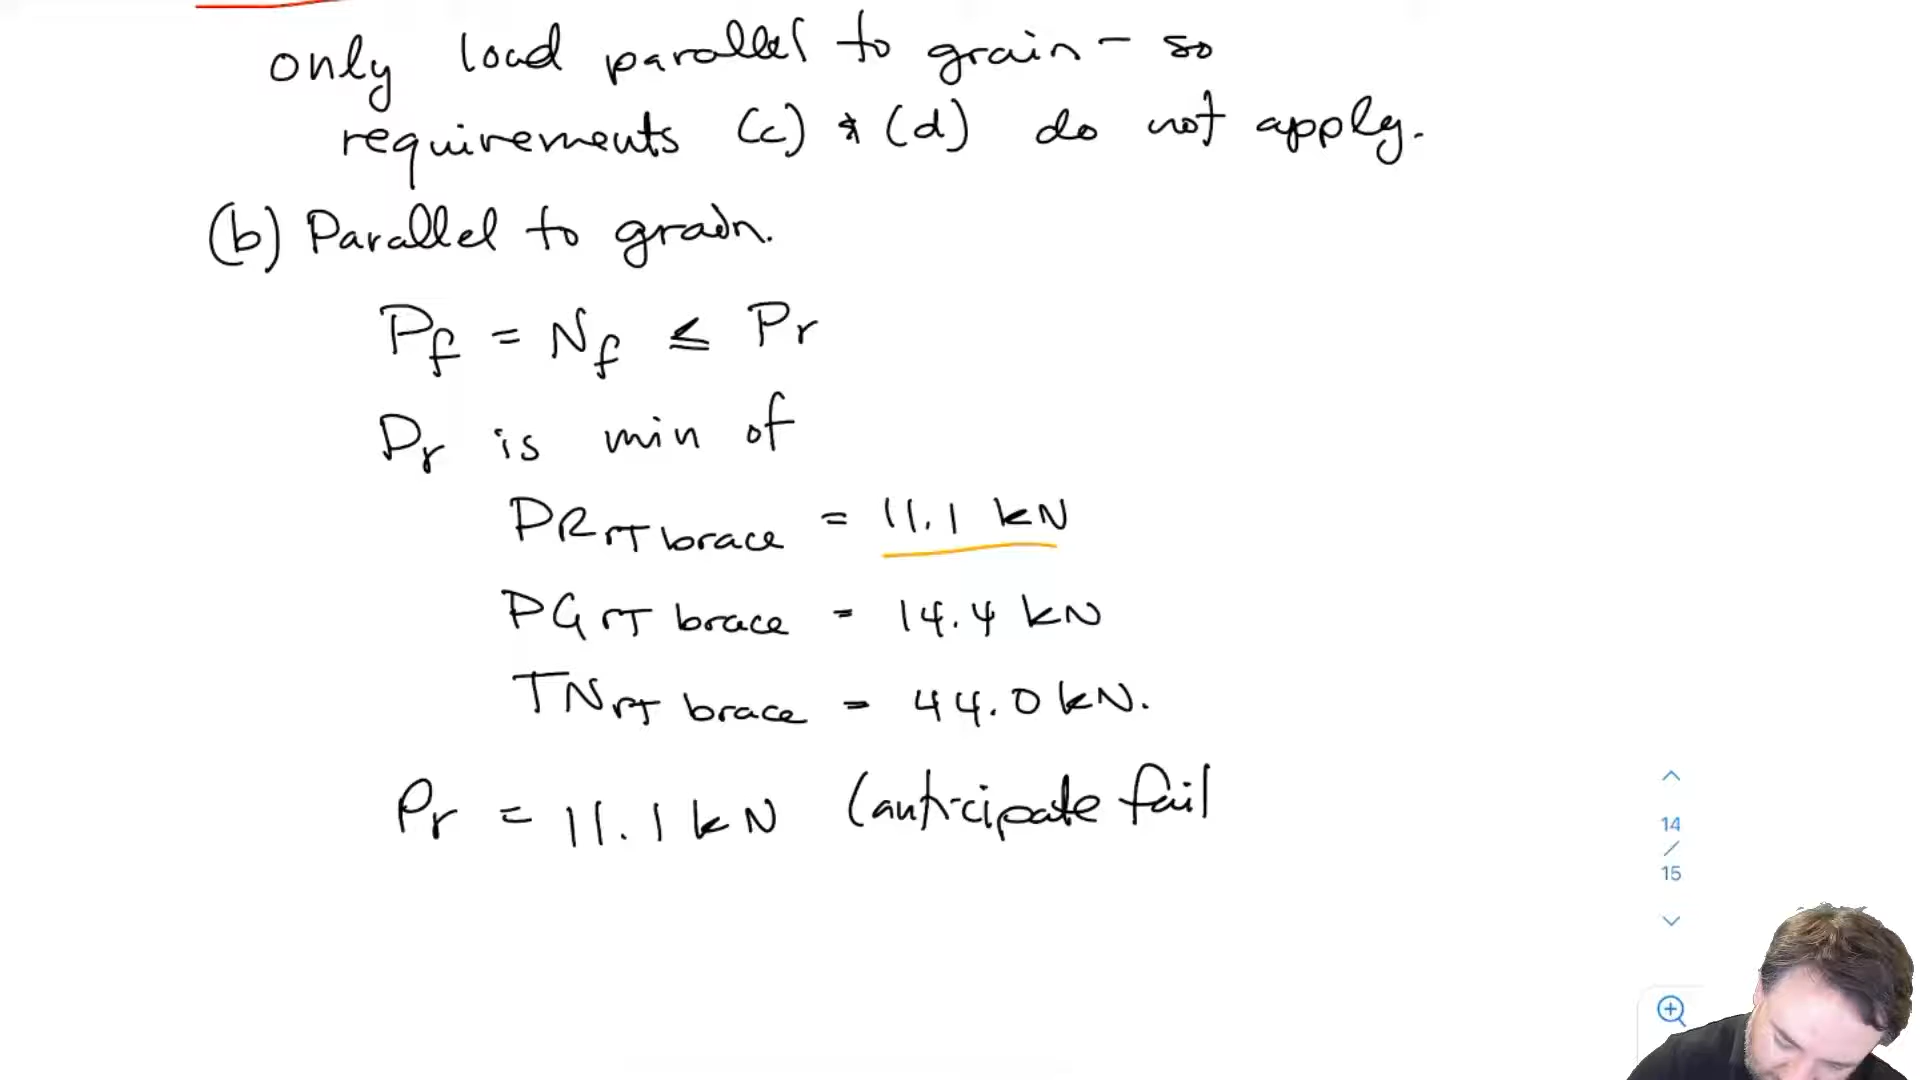 only load parallel to grain - so
requirements (c) & (d) do not apply.
(b) Parallel to grain.
Pf = Nf ≤ Pr
Pr is min of
PRrT brace = 11.1 kN
PGrT brace = 14.4 kN
TNrT brace = 44.0 kN.
Pr = 11.1 kN (anticipate fail
14
/
15